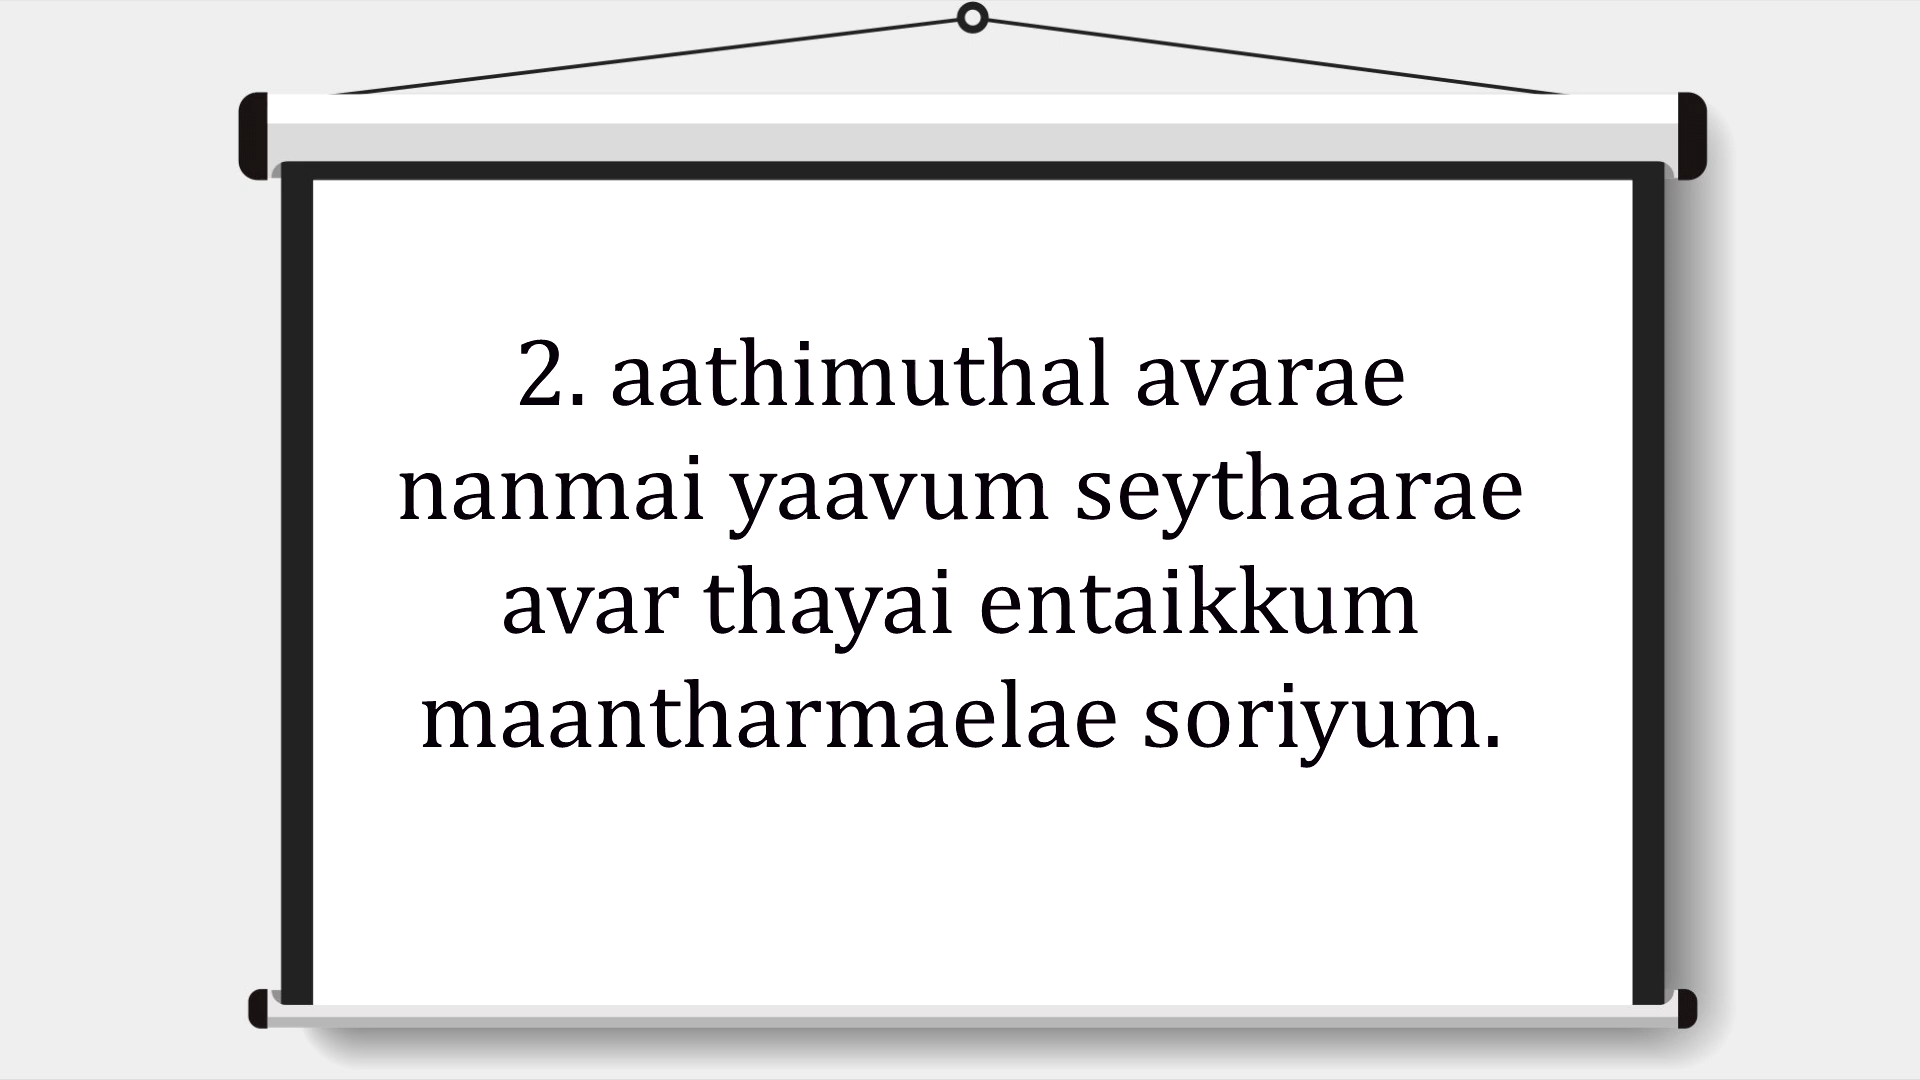 2. aathimuthal avarae
nanmai yaavum seythaarae
avar thayai entaikkum
maantharmaelae soriyum.